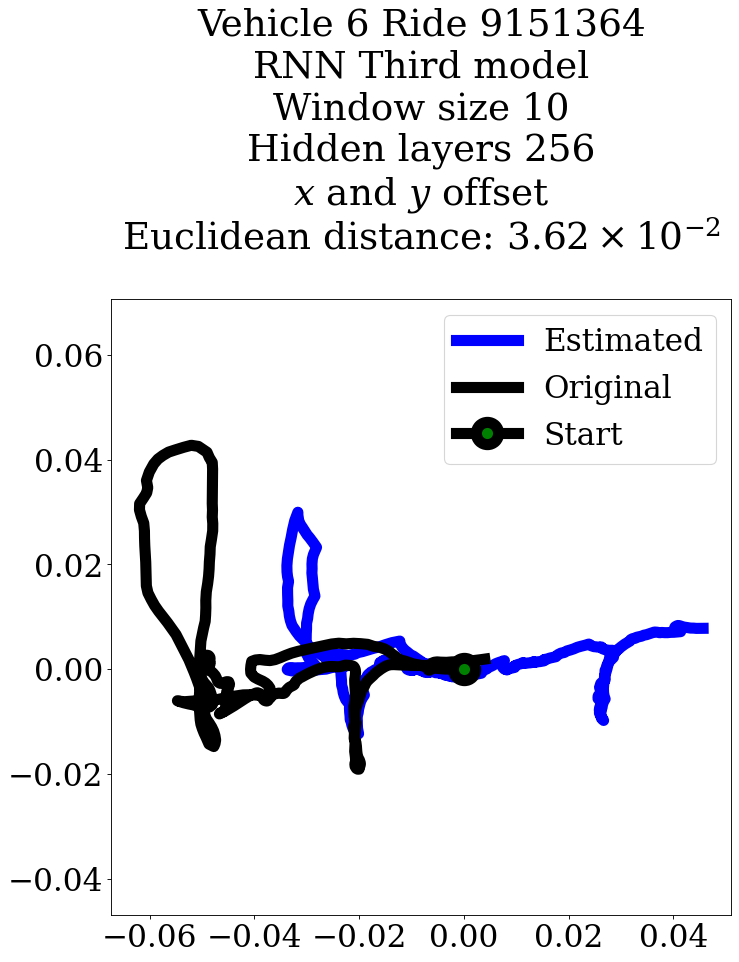 Vehicle 6 Ride 9151364
RNN Third model
Window size 10
Hidden layers 256
x and y offset
Euclidean distance: 3.62 × 10⁻²
Estimated
Original
Start
0.06
0.04
0.02
0.00
−0.02
−0.04
−0.06 −0.04 −0.02 0.00 0.02 0.04